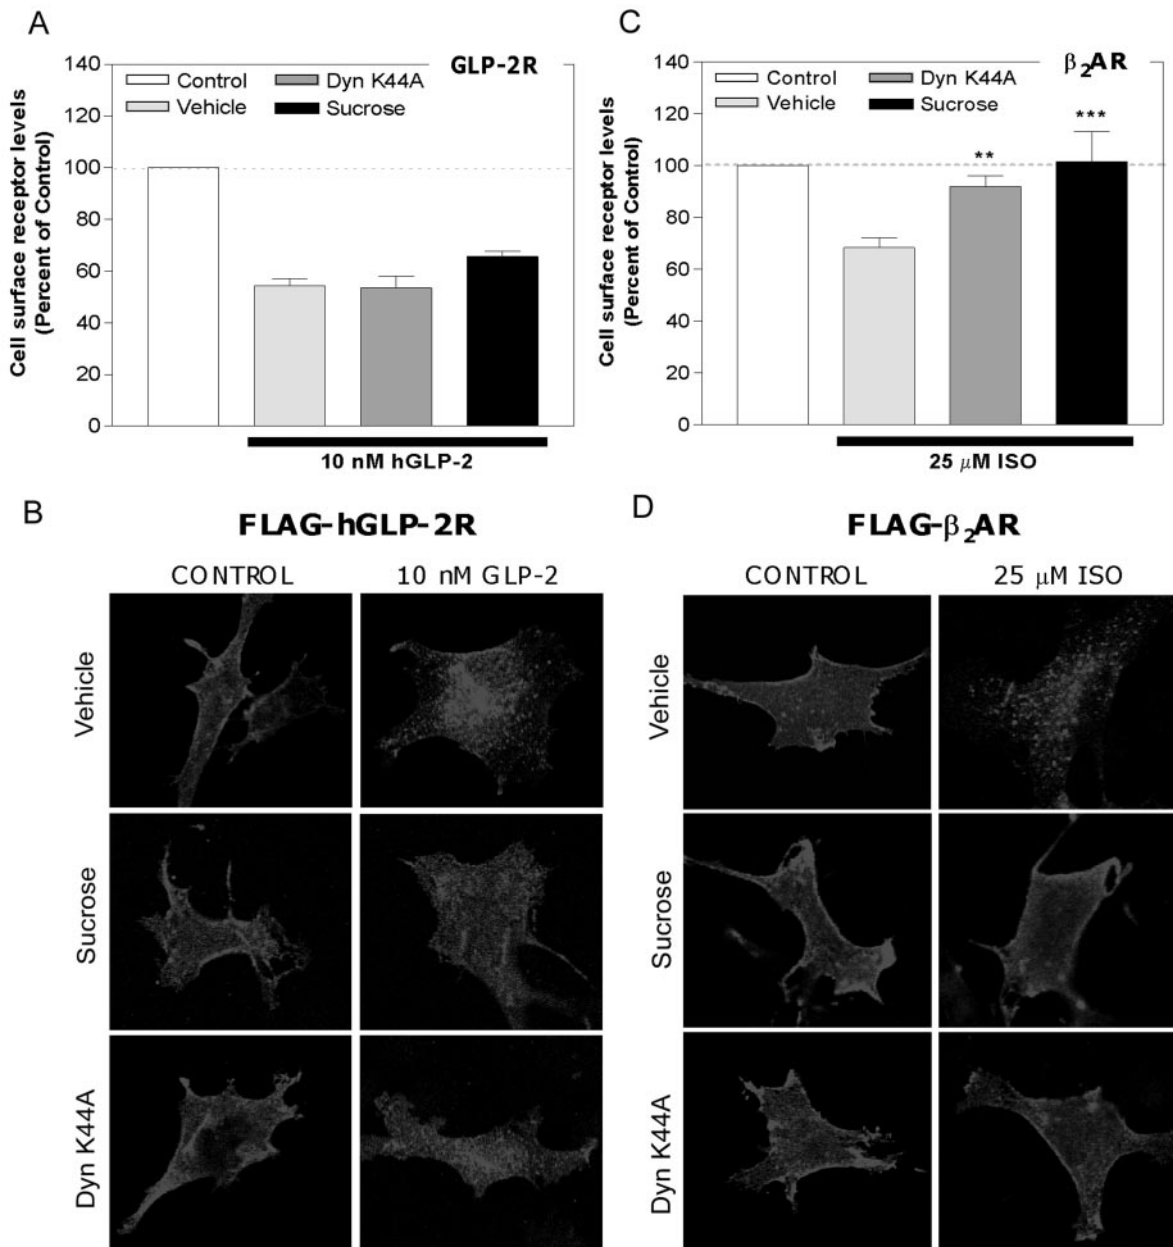 A
GLP-2R
Control
Dyn K44A
Vehicle
Sucrose
Cell surface receptor levels
(Percent of Control)
140
120
100
80
60
40
20
0
10 nM hGLP-2
C
β₂AR
Control
Dyn K44A
Vehicle
Sucrose
Cell surface receptor levels
(Percent of Control)
140
120
100
80
60
40
20
0
**
***
25 μM ISO
B
FLAG-hGLP-2R
CONTROL
10 nM GLP-2
Vehicle
Sucrose
Dyn K44A
D
FLAG-β₂AR
CONTROL
25 μM ISO
Vehicle
Sucrose
Dyn K44A